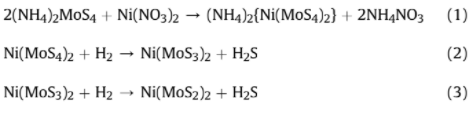 2(NH₄)₂MoS₄ + Ni(NO₃)₂ → (NH₄)₂{Ni(MoS₄)₂} + 2NH₄NO₃ (1)
Ni(MoS₄)₂ + H₂ → Ni(MoS₃)₂ + H₂S (2)
Ni(MoS₃)₂ + H₂ → Ni(MoS₂)₂ + H₂S (3)